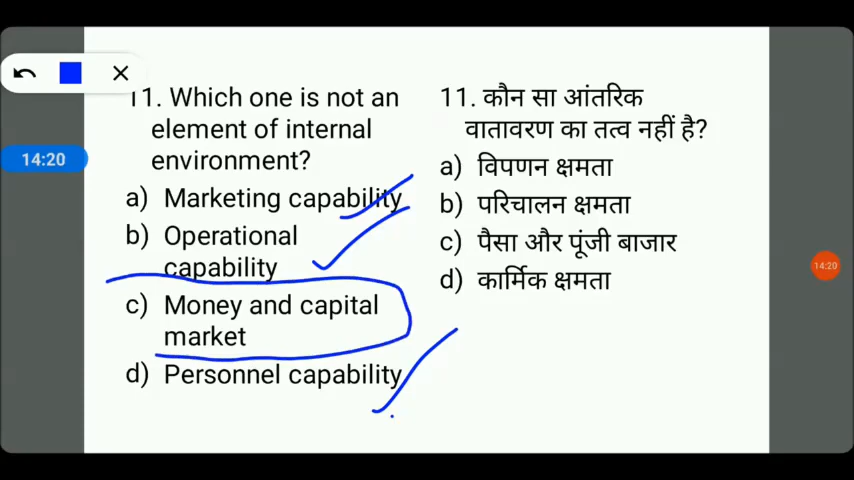 11. Which one is not an
element of internal
environment?
a) Marketing capability
b) Operational
capability
c) Money and capital
market
d) Personnel capability
11. कौन सा आंतरिक
वातावरण का तत्व नहीं है?
a) विपणन क्षमता
b) परिचालन क्षमता
c) पैसा और पूंजी बाजार
d) कार्मिक क्षमता
14:20
14:20